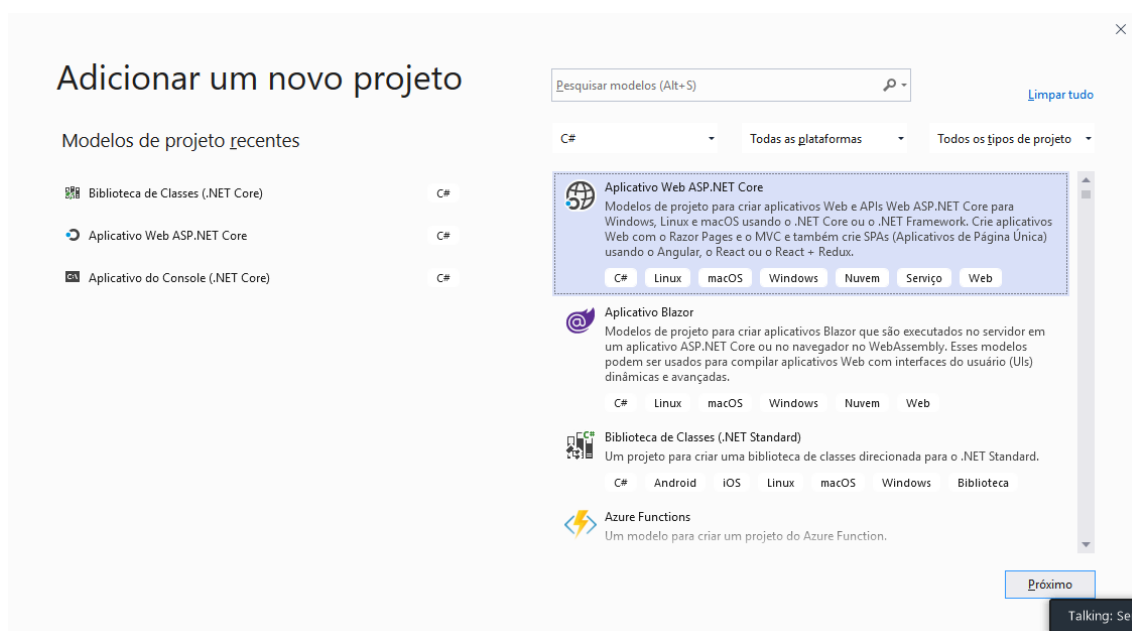 Adicionar um novo projeto
Pesquisar modelos (Alt+S)
Limpar tudo
Modelos de projeto recentes
C#
Todas as plataformas
Todos os tipos de projeto
Biblioteca de Classes (.NET Core)
C#
Aplicativo Web ASP.NET Core
C#
Aplicativo do Console (.NET Core)
C#
Aplicativo Web ASP.NET Core
Modelos de projeto para criar aplicativos Web e APIs Web ASP.NET Core para
Windows, Linux e macOS usando o .NET Core ou o .NET Framework. Crie aplicativos
Web com o Razor Pages e o MVC e também crie SPAs (Aplicativos de Página Única)
usando o Angular, o React ou o React + Redux.
C# Linux macOS Windows Nuvem Serviço Web
Aplicativo Blazor
Modelos de projeto para criar aplicativos Blazor que são executados no servidor em
um aplicativo ASP.NET Core ou no navegador no WebAssembly. Esses modelos
podem ser usados para compilar aplicativos Web com interfaces do usuário (UIs)
dinâmicas e avançadas.
C# Linux macOS Windows Nuvem Web
Biblioteca de Classes (.NET Standard)
Um projeto para criar uma biblioteca de classes direcionada para o .NET Standard.
C# Android iOS Linux macOS Windows Biblioteca
Azure Functions
Um modelo para criar um projeto do Azure Function.
Próximo
Talking: Se